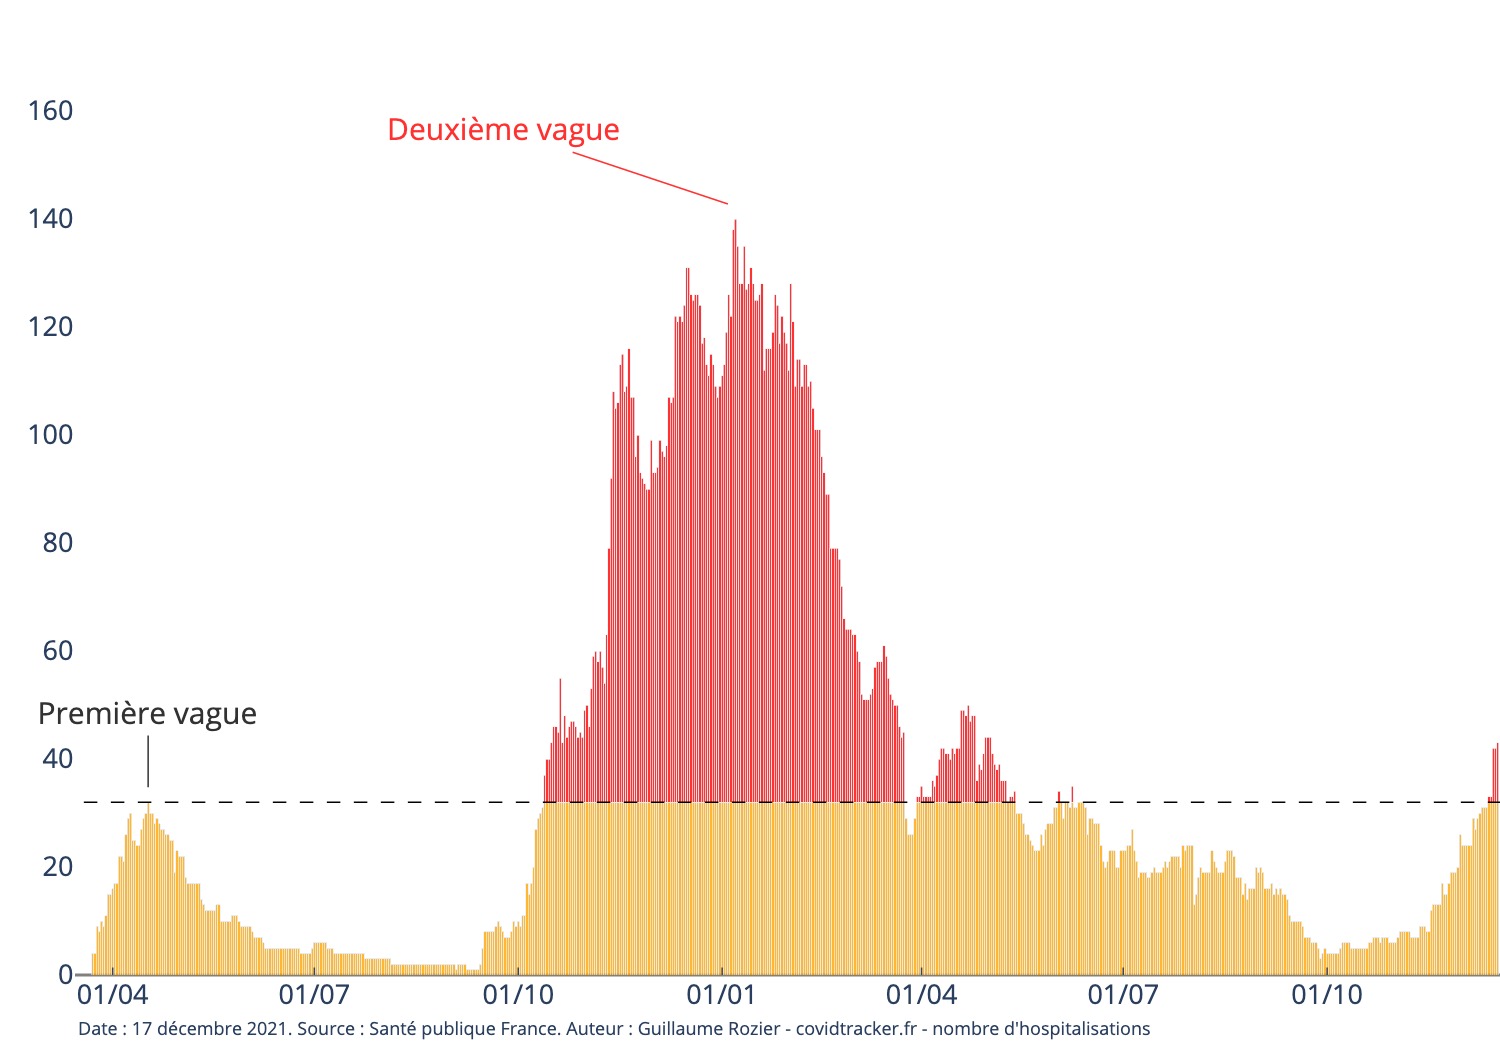 160
Deuxième vague
140
120
100
80
60
Première vague
40
20
0
01/04 01/07 01/10 01/01 01/04 01/07 01/10
Date : 17 décembre 2021. Source : Santé publique France. Auteur : Guillaume Rozier - covidtracker.fr - nombre d'hospitalisations